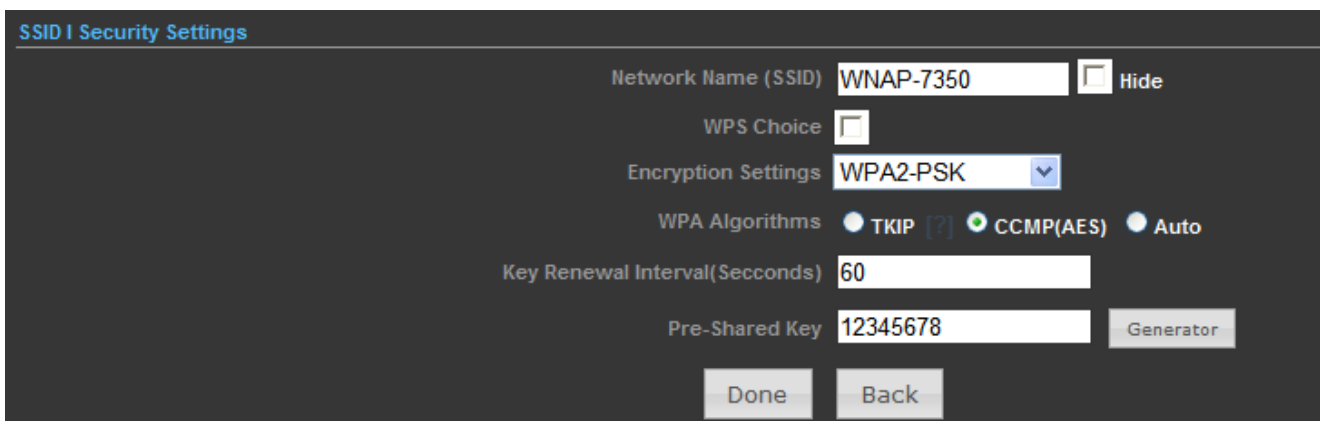 SSID I Security Settings
Network Name (SSID) WNAP-7350 Hide
WPS Choice
Encryption Settings WPA2-PSK
WPA Algorithms TKIP [?] CCMP(AES) Auto
Key Renewal Interval(Secconds) 60
Pre-Shared Key 12345678 Generator
Done Back